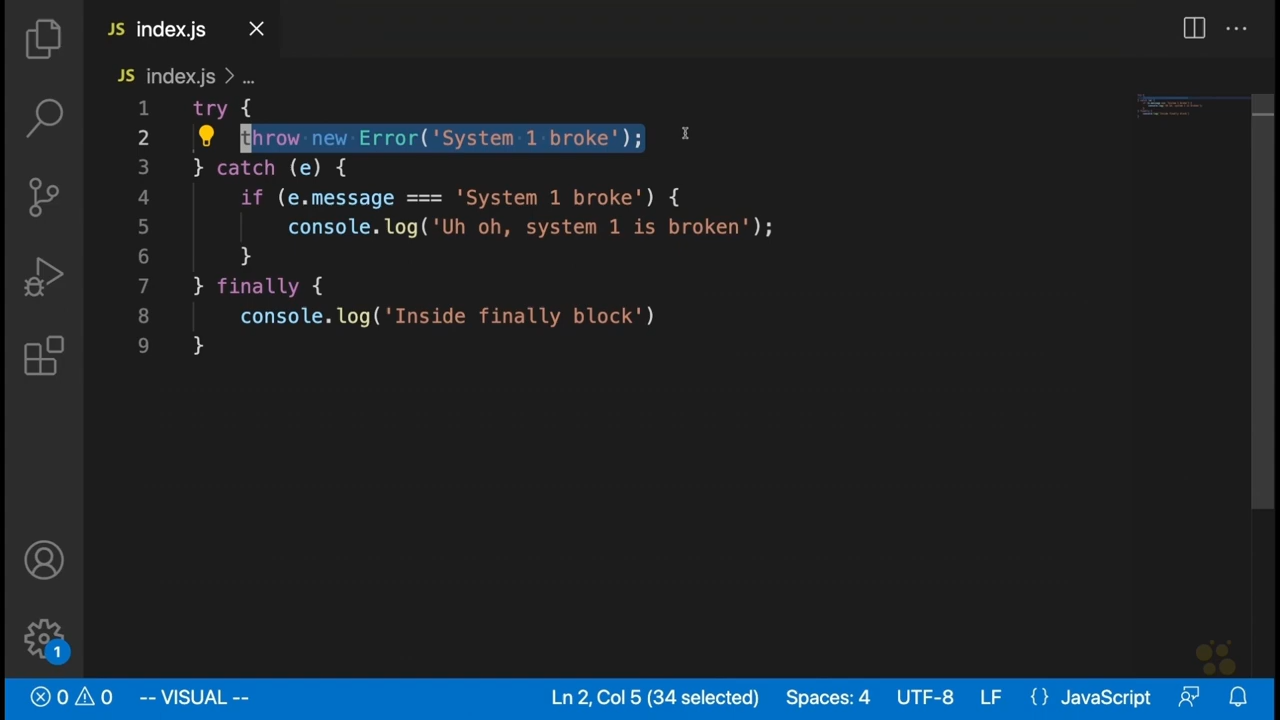 JS index.js
JS index.js > ...
1 try {
2 throw new Error('System 1 broke');
3 } catch (e) {
4 if (e.message === 'System 1 broke') {
5 console.log('Uh oh, system 1 is broken');
6 }
7 } finally {
8 console.log('Inside finally block')
9 }
1
0 0 -- VISUAL -- Ln 2, Col 5 (34 selected) Spaces: 4 UTF-8 LF {} JavaScript